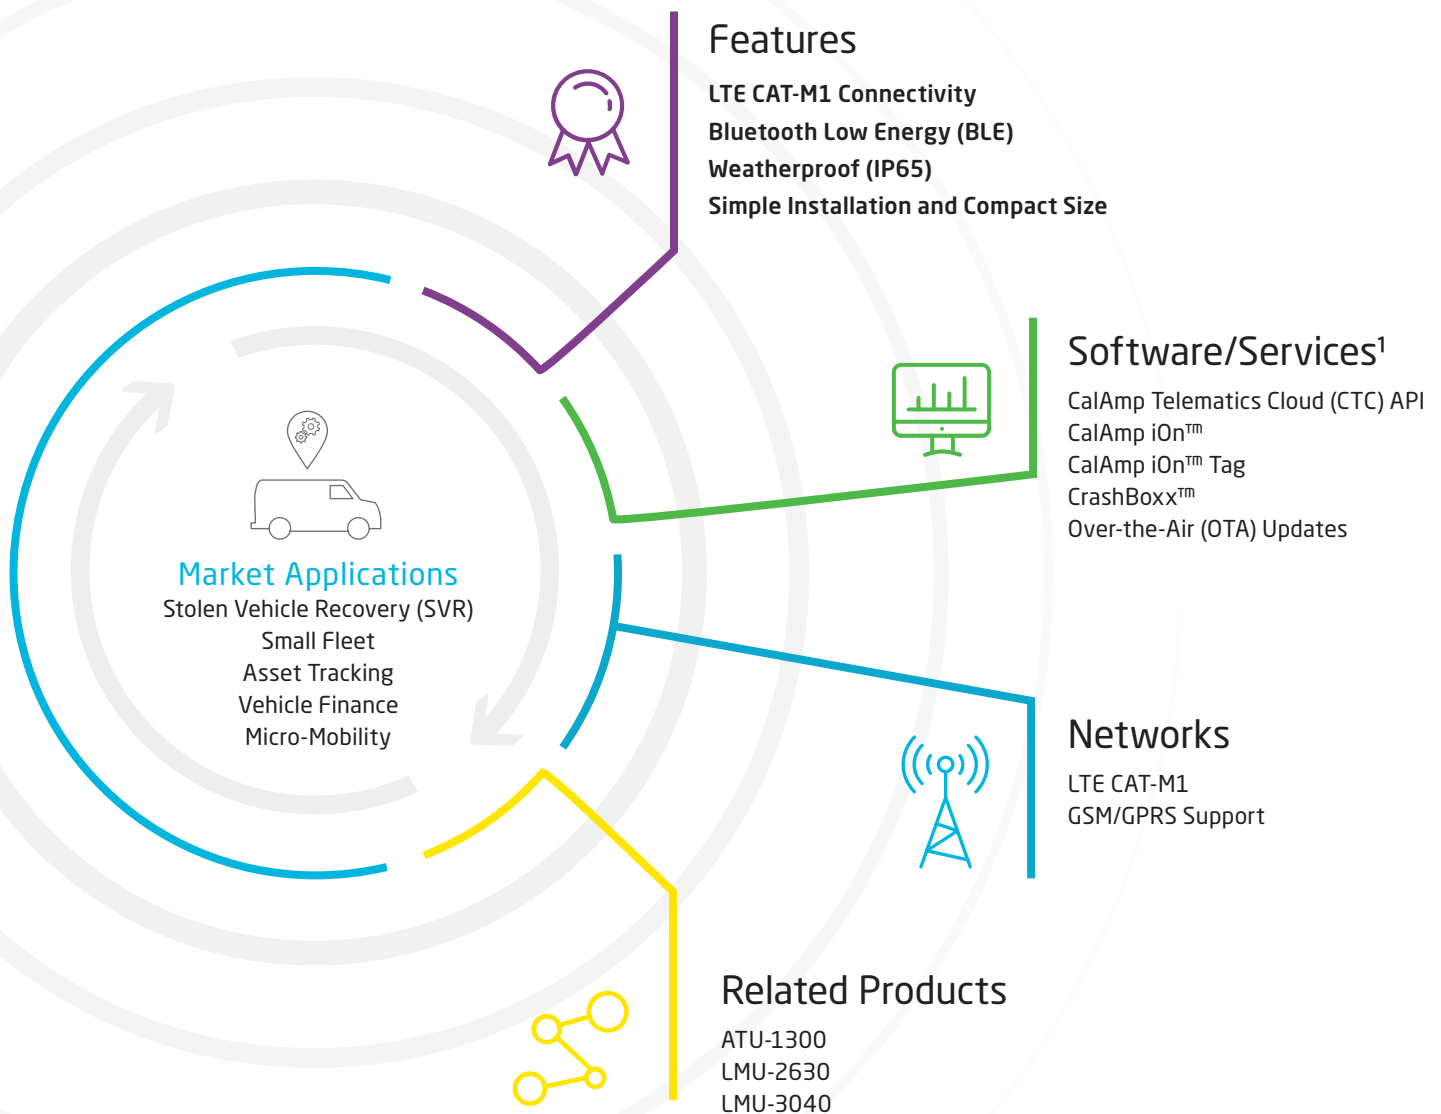 Features
LTE CAT-M1 Connectivity
Bluetooth Low Energy (BLE)
Weatherproof (IP65)
Simple Installation and Compact Size
Software/Services¹
CalAmp Telematics Cloud (CTC) API
CalAmp iOn™
CalAmp iOn™ Tag
CrashBoxx™
Over-the-Air (OTA) Updates
Market Applications
Stolen Vehicle Recovery (SVR)
Small Fleet
Asset Tracking
Vehicle Finance
Micro-Mobility
Networks
LTE CAT-M1
GSM/GPRS Support
Related Products
ATU-1300
LMU-2630
LMU-3040